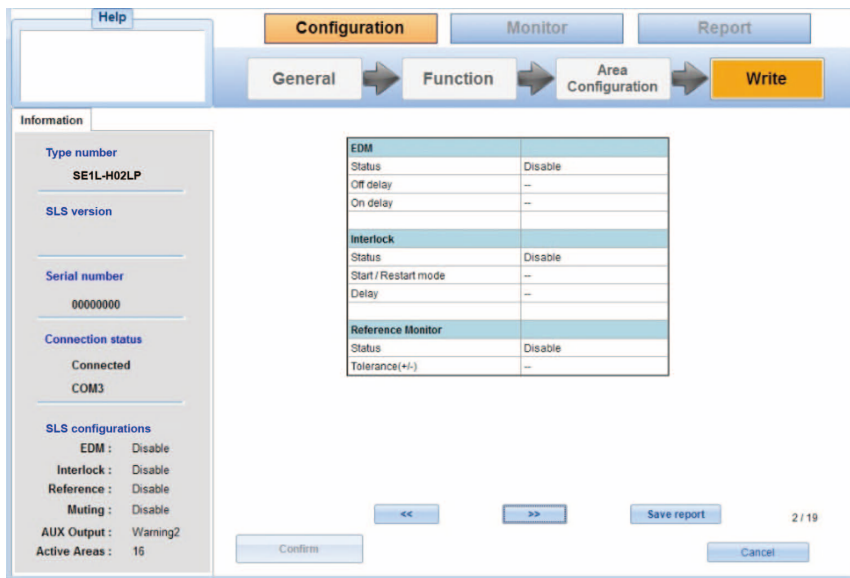 Help
Configuration
Monitor
Report
General
Function
Area
Configuration
Write
Information
Type number
SE1L-H02LP
SLS version
Serial number
00000000
Connection status
Connected
COM3
SLS configurations
EDM : Disable
Interlock : Disable
Reference : Disable
Muting : Disable
AUX Output : Warning2
Active Areas : 16
EDM
Status Disable
Off delay --
On delay --
Interlock
Status Disable
Start / Restart mode --
Delay --
Reference Monitor
Status Disable
Tolerance(+/-) --
<<
>>
Save report
2 / 19
Confirm
Cancel